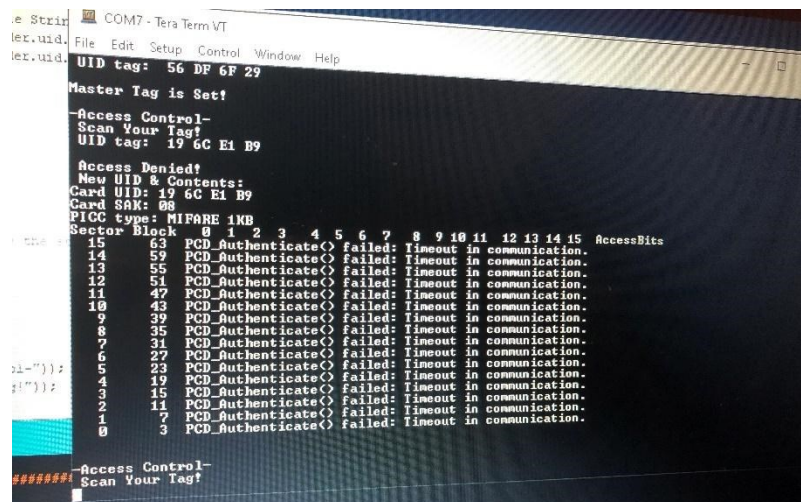 COM7 - Tera Term VT
File Edit Setup Control Window Help
UID tag: 56 DF 6F 29
Master Tag is Set!
-Access Control-
Scan Your Tag!
UID tag: 19 6C E1 B9
Access Denied!
New UID & Contents:
Card UID: 19 6C E1 B9
Card SAK: 08
PICC type: MIFARE 1KB
Sector Block 0 1 2 3 4 5 6 7 8 9 10 11 12 13 14 15 AccessBits
15 63 PCD_Authenticate() failed: Timeout in communication.
14 59 PCD_Authenticate() failed: Timeout in communication.
13 55 PCD_Authenticate() failed: Timeout in communication.
12 51 PCD_Authenticate() failed: Timeout in communication.
11 47 PCD_Authenticate() failed: Timeout in communication.
10 43 PCD_Authenticate() failed: Timeout in communication.
9 39 PCD_Authenticate() failed: Timeout in communication.
8 35 PCD_Authenticate() failed: Timeout in communication.
7 31 PCD_Authenticate() failed: Timeout in communication.
6 27 PCD_Authenticate() failed: Timeout in communication.
5 23 PCD_Authenticate() failed: Timeout in communication.
4 19 PCD_Authenticate() failed: Timeout in communication.
3 15 PCD_Authenticate() failed: Timeout in communication.
2 11 PCD_Authenticate() failed: Timeout in communication.
1 7 PCD_Authenticate() failed: Timeout in communication.
0 3 PCD_Authenticate() failed: Timeout in communication.
-Access Control-
Scan Your Tag!